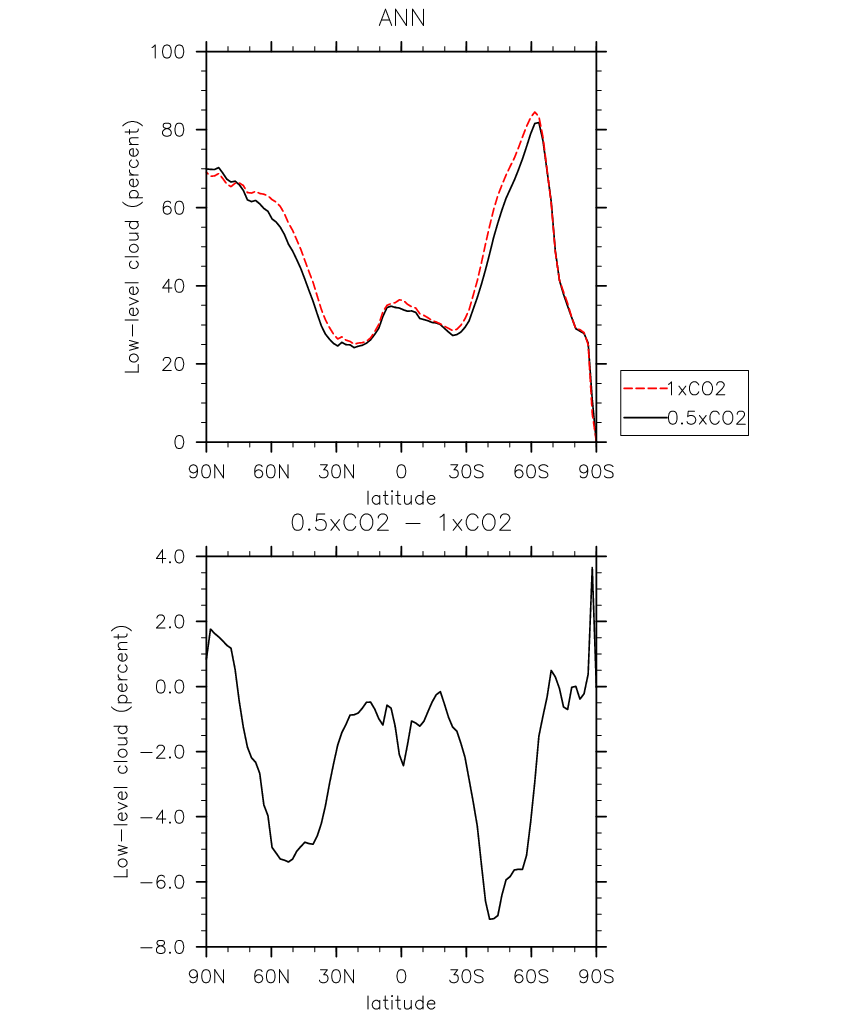 ANN
100
80
60
40
20
0
Low-level cloud (percent)
90N 60N 30N 0 30S 60S 90S
latitude
1xCO2
0.5xCO2
0.5xCO2 - 1xCO2
4.0
2.0
0.0
-2.0
-4.0
-6.0
-8.0
Low-level cloud (percent)
90N 60N 30N 0 30S 60S 90S
latitude